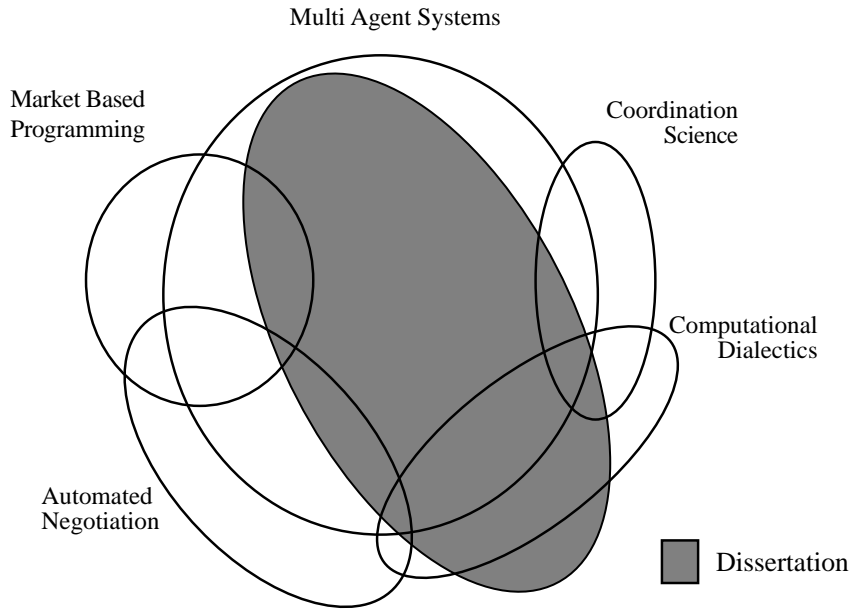 Multi Agent Systems
Market Based
Programming
Coordination
Science
Computational
Dialectics
Automated
Negotiation
Dissertation